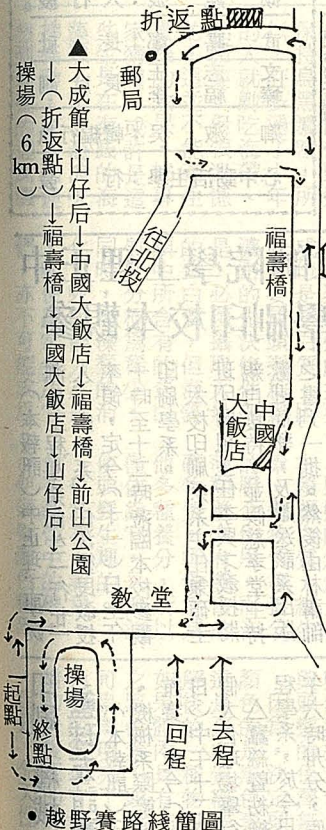 折返點
郵局
▲大成館→山仔后→中國大飯店→福壽橋→前山公園
→(折返點)→福壽橋→中國大飯店→山仔后→
操場(6km)
往北投
福壽橋
中國
大飯店
教堂
操場
起點
終點
回程
去程
•越野賽路綫簡圖